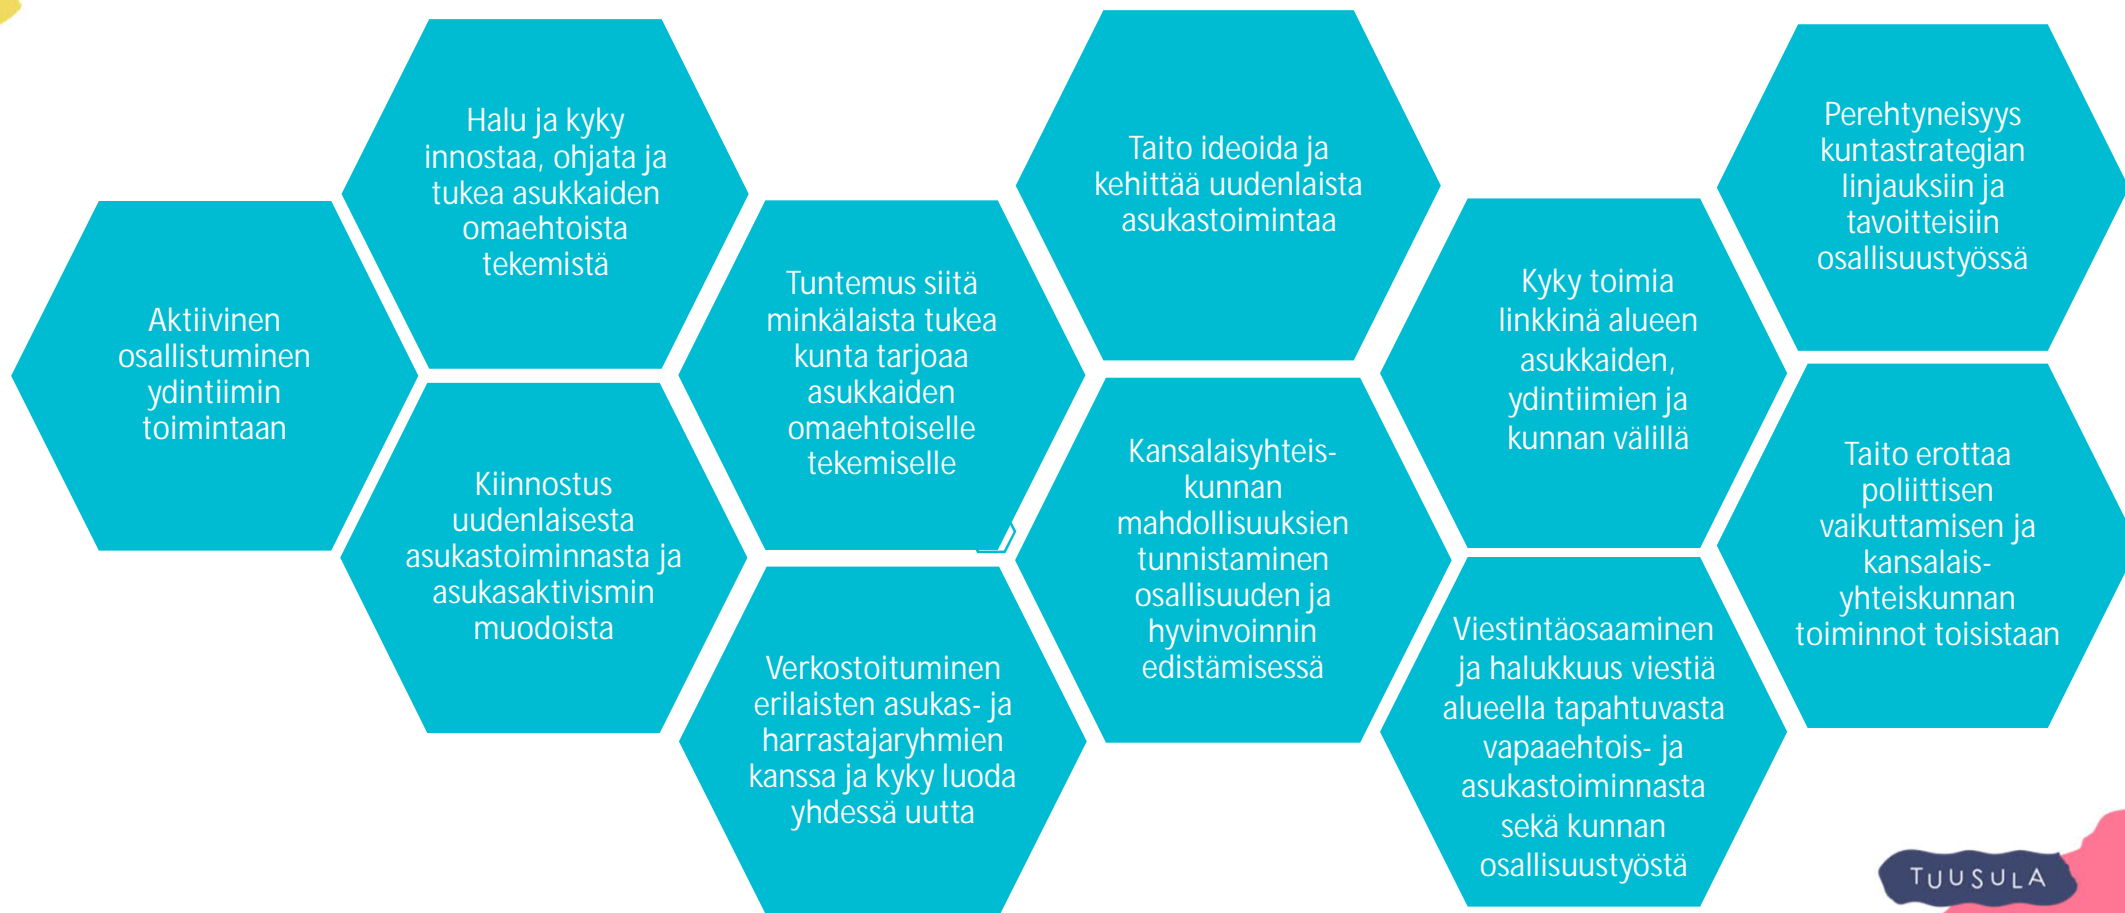 Aktiivinen
osallistuminen
ydintiimin
toimintaan
Halu ja kyky
innostaa, ohjata ja
tukea asukkaiden
omaehtoista
tekemistä
Kiinnostus
uudenlaisesta
asukastoiminnasta ja
asukasaktivismin
muodoista
Tuntemus siitä
minkälaista tukea
kunta tarjoaa
asukkaiden
omaehtoiselle
tekemiselle
Verkostoituminen
erilaisten asukas- ja
harrastajaryhmien
kanssa ja kyky luoda
yhdessä uutta
Taito ideoida ja
kehittää uudenlaista
asukastoimintaa
Kansalaisyhteis-
kunnan
mahdollisuuksien
tunnistaminen
osallisuuden ja
hyvinvoinnin
edistämisessä
Kyky toimia
linkkinä alueen
asukkaiden,
ydintiimien ja
kunnan välillä
Viestintäosaaminen
ja halukkuus viestiä
alueella tapahtuvasta
vapaaehtois- ja
asukastoiminnasta
sekä kunnan
osallisuustyöstä
Perehtyneisyys
kuntastrategian
linjauksiin ja
tavoitteisiin
osallisuustyössä
Taito erottaa
poliittisen
vaikuttamisen ja
kansalais-
yhteiskunnan
toiminnot toisistaan
TUUSULA